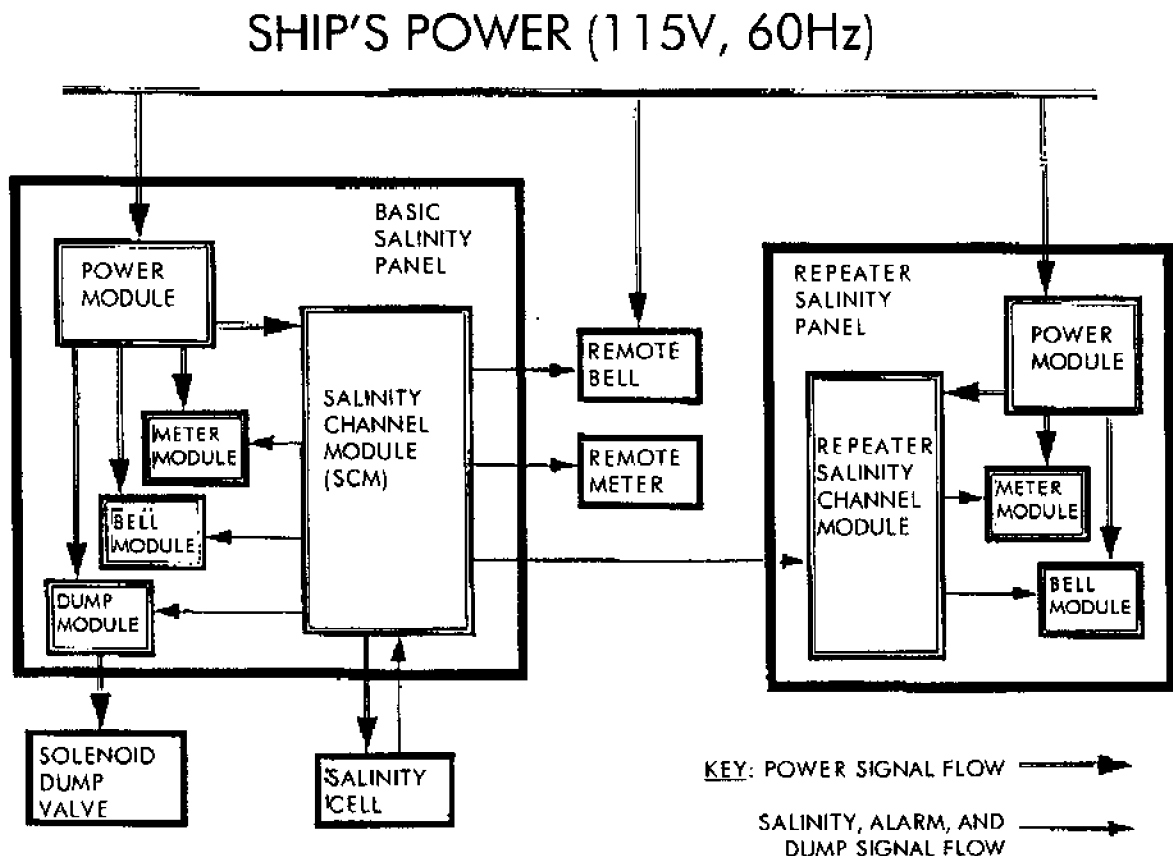 SHIP'S POWER (115V, 60Hz)
BASIC
SALINITY
PANEL
POWER
MODULE
METER
MODULE
BELL
MODULE
DUMP
MODULE
SALINITY
CHANNEL
MODULE
(SCM)
SOLENOID
DUMP
VALVE
SALINITY
CELL
REMOTE
BELL
REMOTE
METER
REPEATER
SALINITY
PANEL
POWER
MODULE
REPEATER
SALINITY
CHANNEL
MODULE
METER
MODULE
BELL
MODULE
KEY: POWER SIGNAL FLOW
SALINITY, ALARM, AND
DUMP SIGNAL FLOW